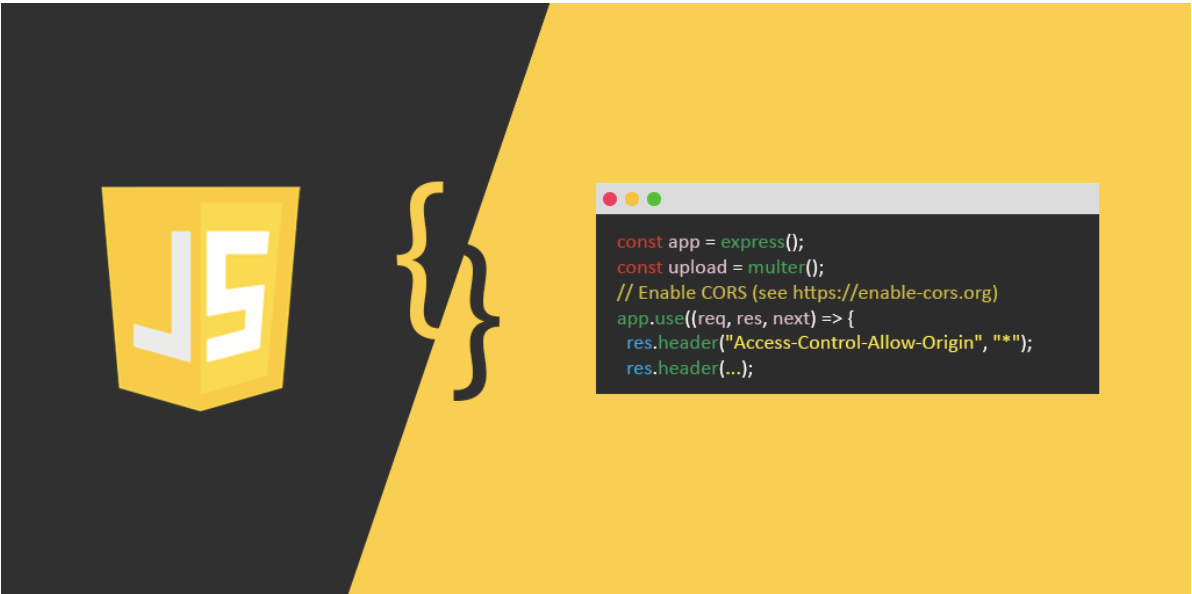 JS
{}
const app = express();
const upload = multer();
// Enable CORS (see https://enable-cors.org)
app.use((req, res, next) => {
res.header("Access-Control-Allow-Origin", "*");
res.header(...);